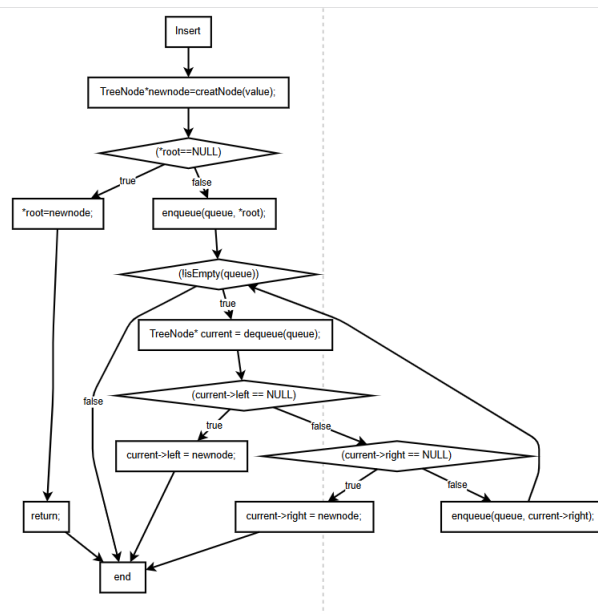 Insert
TreeNode*newnode=creatNode(value);
(*root==NULL)
true
false
*root=newnode;
enqueue(queue, *root);
(!isEmpty(queue))
true
TreeNode* current = dequeue(queue);
(current->left == NULL)
false
true
false
current->left = newnode;
(current->right == NULL)
true
false
return;
current->right = newnode;
enqueue(queue, current->right);
end